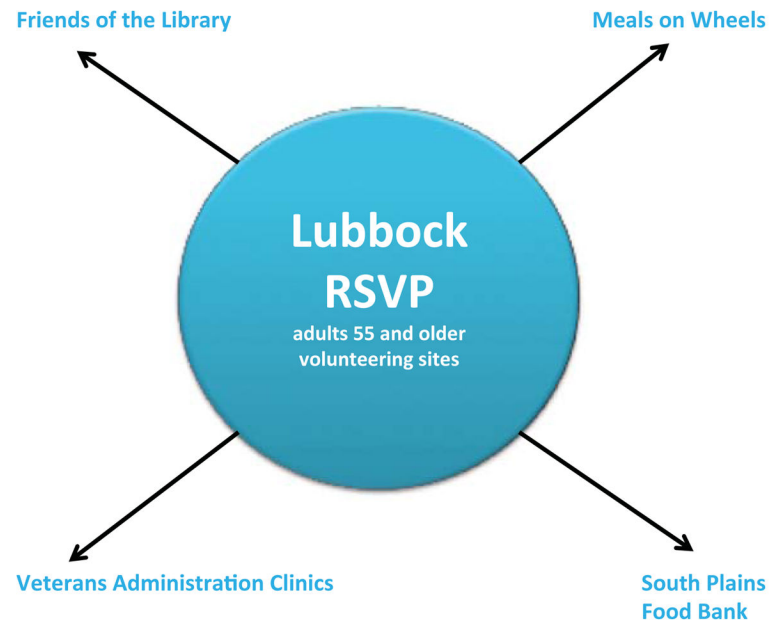 Friends of the Library
Meals on Wheels
Lubbock
RSVP
adults 55 and older
volunteering sites
Veterans Administration Clinics
South Plains
Food Bank